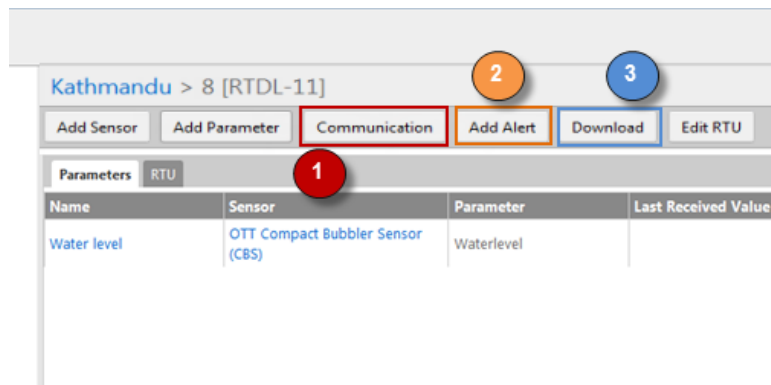 2 3
Kathmandu > 8 [RTDL-11]
Add Sensor Add Parameter Communication Add Alert Download Edit RTU
Parameters RTU 1
Name Sensor Parameter Last Received Value
Water level OTT Compact Bubbler Sensor Waterlevel
(CBS)